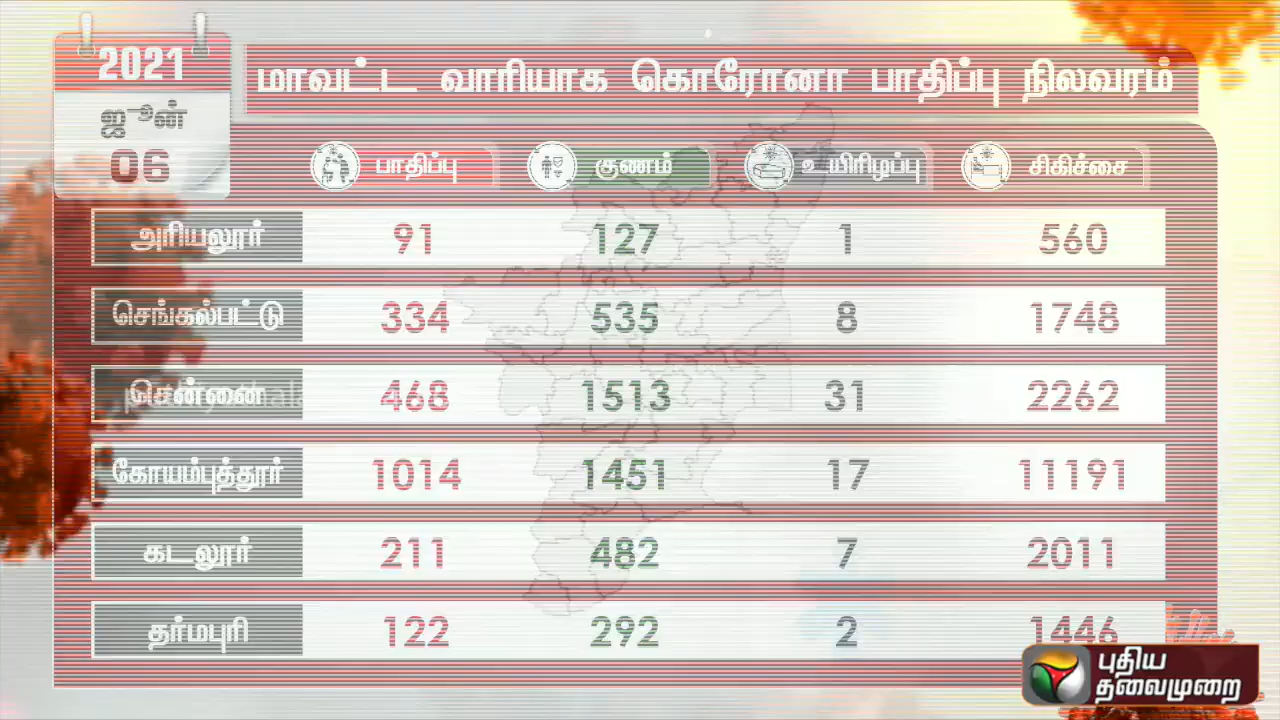 2021
ஜூன்
06
மாவட்ட வாரியாக கொரோனா பாதிப்பு நிலவரம்
பாதிப்பு குணம் உயிரிழப்பு சிகிச்சை
அரியலூர் 91 127 1 560
செங்கல்பட்டு 334 535 8 1748
சென்னை 468 1513 31 2262
கோயம்புத்தூர் 1014 1451 17 11191
கடலூர் 211 482 7 2011
தர்மபுரி 122 292 2 1446
புதிய
தலைமுறை